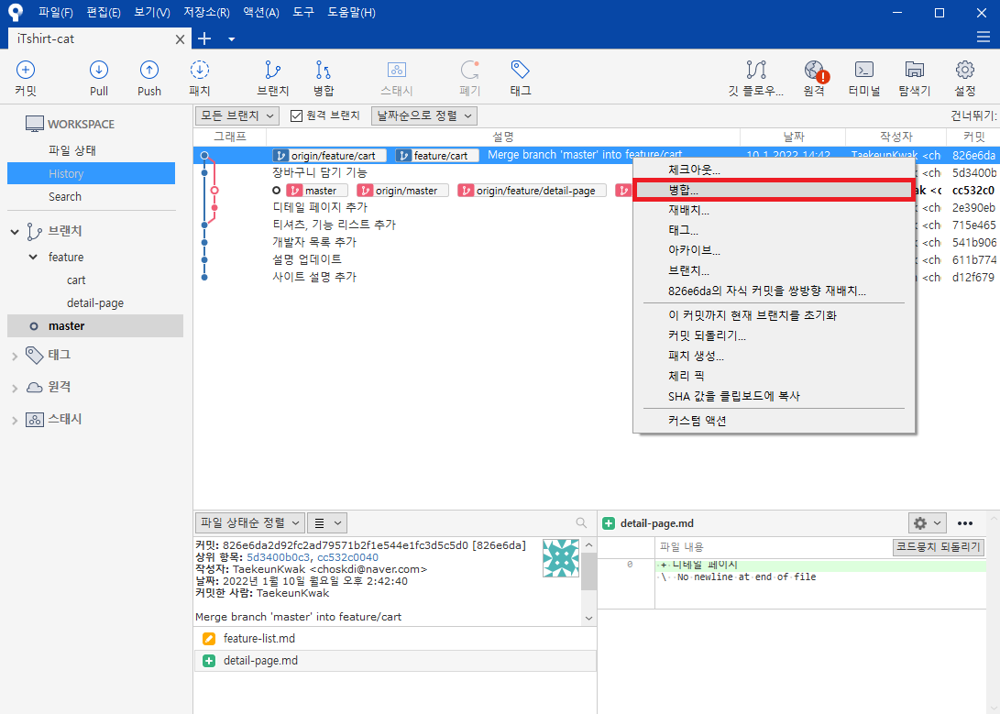 파일(F) 편집(E) 보기(V) 저장소(R) 액션(A) 도구 도움말(H)
iTshirt-cat
커밋 Pull Push 패치 브랜치 병합 스태시 폐기 태그 깃 플로우... 원격 터미널 탐색기 설정
WORKSPACE
파일 상태
History
Search
브랜치
feature
cart
detail-page
master
태그
원격
스태시
모든 브랜치 원격 브랜치 날짜순으로 정렬 건너뛰기:
그래프 설명 날짜 작성자 커밋
origin/feature/cart feature/cart Merge branch 'master' into feature/cart 10 1 2022 14:42 TaekeunKwak <ch 826e6da
장바구니 담기 기능 <ch 5d3400b
master origin/master origin/feature/detail-page ak <c cc532c0
디테일 페이지 추가 <ch 2e390eb
티셔츠, 기능 리스트 추가 <ch 715e465
개발자 목록 추가 <ch 541b906
설명 업데이트 <ch 611b774
사이트 설명 추가 <ch d12f679
체크아웃...
병합...
재배치...
태그...
아카이브...
브랜치...
826e6da의 자식 커밋을 쌍방향 재배치...
이 커밋까지 현재 브랜치를 초기화
커밋 되돌리기...
패치 생성...
체리 픽
SHA 값을 클립보드에 복사
커스텀 액션
파일 상태순 정렬
커밋: 826e6da2d92fc2ad79571b2f1e544e1fc3d5c5d0 [826e6da]
상위 항목: 5d3400b0c3, cc532c0040
작성자: TaekeunKwak <choskdi@naver.com>
날짜: 2022년 1월 10일 월요일 오후 2:42:40
커밋한 사람: TaekeunKwak
Merge branch 'master' into feature/cart
feature-list.md
detail-page.md
detail-page.md
파일 내용 코드뭉치 되돌리기
0 + 디테일 페이지
\ No newline at end of file